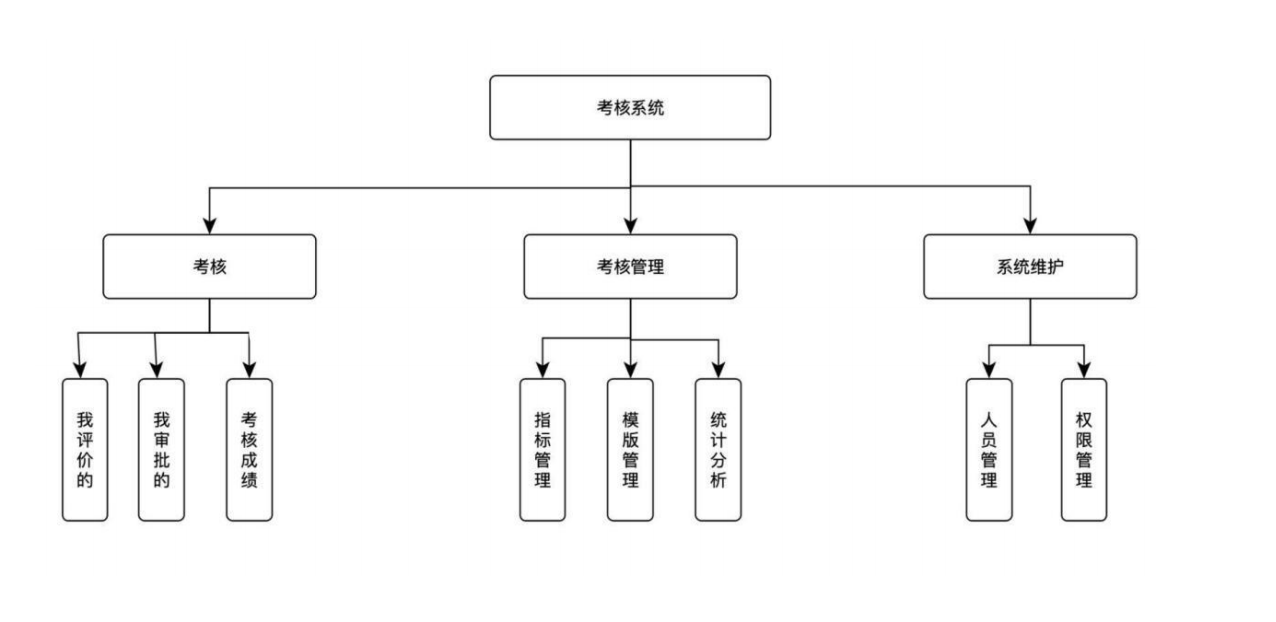 考核系统
考核
考核管理
系统维护
我评价的
我审批的
考核成绩
指标管理
模版管理
统计分析
人员管理
权限管理